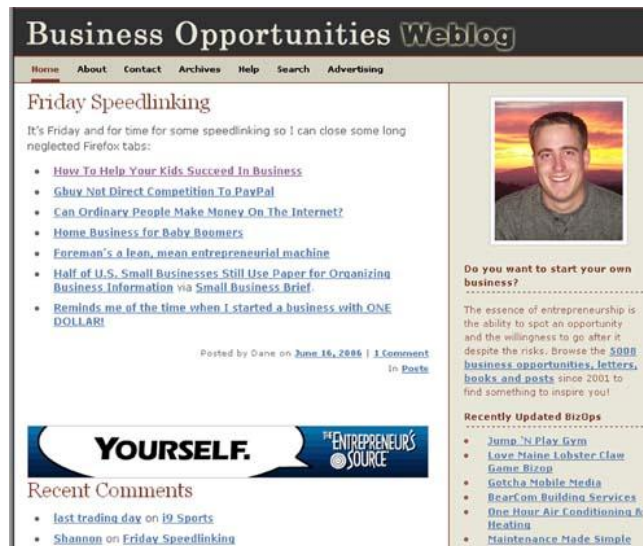 Business Opportunities Weblog
Home About Contact Archives Help Search Advertising
Friday Speedlinking
It's Friday and for time for some speedlinking so I can close some long
neglected Firefox tabs:
How To Help Your Kids Succeed In Business
Gbuy Not Direct Competition To PayPal
Can Ordinary People Make Money On The Internet?
Home Business for Baby Boomers
Foreman's a lean, mean entrepreneurial machine
Half of U.S. Small Businesses Still Use Paper for Organizing
Business Information via Small Business Brief.
Reminds me of the time when I started a business with ONE
DOLLAR!
Posted by Dane on June 16, 2006 | 1 Comment
In Posts
YOURSELF.
THE ENTREPRENEUR'S
SOURCE
Recent Comments
last trading day on i9 Sports
Shannon on Friday Speedlinking
Do you want to start your own
business?
The essence of entrepreneurship is
the ability to spot an opportunity
and the willingness to go after it
despite the risks. Browse the 5008
business opportunities, letters,
books and posts since 2001 to
find something to inspire you!
Recently Updated BizOps
Jump 'N Play Gym
Love Maine Lobster Claw
Game Bizop
Gotcha Mobile Media
BearCom Building Services
One Hour Air Conditioning &
Heating
Maintenance Made Simple